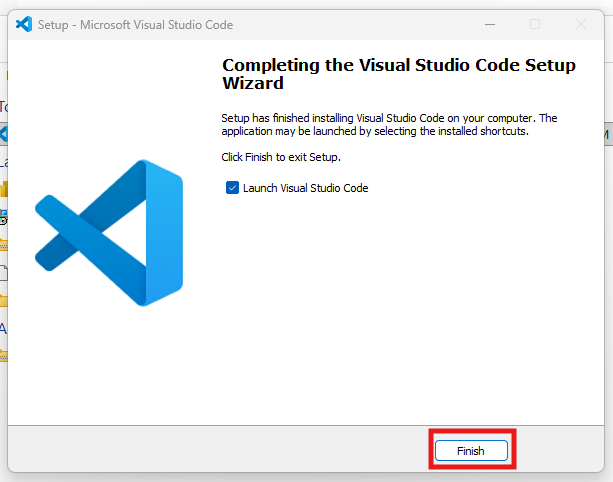 Setup - Microsoft Visual Studio Code
Completing the Visual Studio Code Setup
Wizard
Setup has finished installing Visual Studio Code on your computer. The
application may be launched by selecting the installed shortcuts.
Click Finish to exit Setup.
Launch Visual Studio Code
Finish